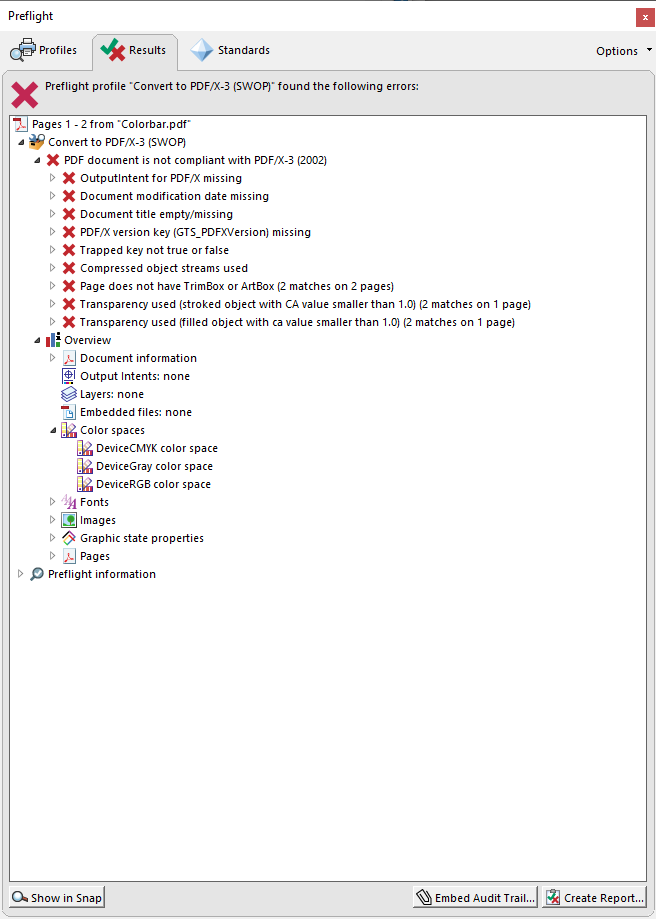 Preflight
x
Profiles
Results
Standards
Options
Preflight profile "Convert to PDF/X-3 (SWOP)" found the following errors:
Pages 1 - 2 from "Colorbar.pdf"
Convert to PDF/X-3 (SWOP)
PDF document is not compliant with PDF/X-3 (2002)
OutputIntent for PDF/X missing
Document modification date missing
Document title empty/missing
PDF/X version key (GTS_PDFXVersion) missing
Trapped key not true or false
Compressed object streams used
Page does not have TrimBox or ArtBox (2 matches on 2 pages)
Transparency used (stroked object with CA value smaller than 1.0) (2 matches on 1 page)
Transparency used (filled object with ca value smaller than 1.0) (2 matches on 1 page)
Overview
Document information
Output Intents: none
Layers: none
Embedded files: none
Color spaces
DeviceCMYK color space
DeviceGray color space
DeviceRGB color space
Fonts
Images
Graphic state properties
Pages
Preflight information
Show in Snap
Embed Audit Trail...
Create Report...